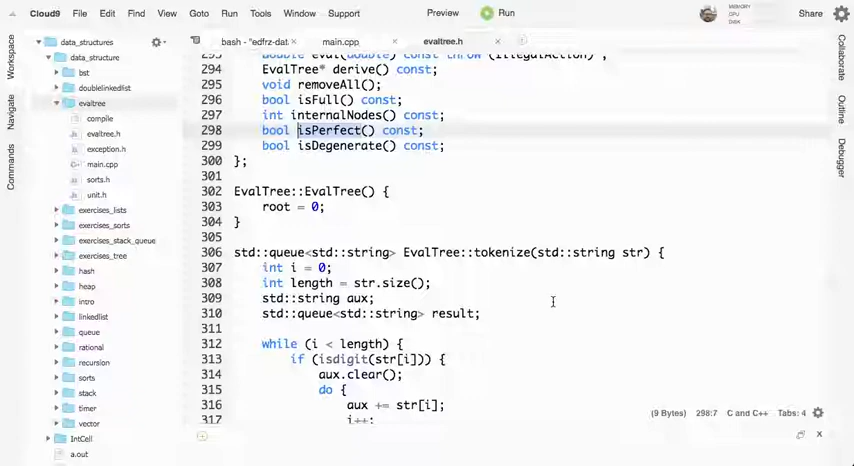 Cloud9 File Edit Find View Goto Run Tools Window Support Preview Run MEMORY CPU DISK Share
Workspace
Navigate
Commands
data_structures
data_structure
bst
doublelinkedlist
evaltree
compile
evaltree.h
exception.h
main.cpp
sorts.h
unit.h
exercises_lists
exercises_sorts
exercises_stack_queue
exercises_tree
hash
heap
intro
linkedlist
queue
rational
recursion
sorts
stack
timer
vector
IntCell
a.out
bash - "edfrz-dat. main.cpp evaltree.h
293 double eval(double) const throw (IllegalAction) ;
294 EvalTree* derive() const;
295 void removeAll();
296 bool isFull() const;
297 int internalNodes() const;
298 bool isPerfect() const;
299 bool isDegenerate() const;
300 };
301
302 EvalTree::EvalTree() {
303 root = 0;
304 }
305
306 std::queue<std::string> EvalTree::tokenize(std::string str) {
307 int i = 0;
308 int length = str.size();
309 std::string aux;
310 std::queue<std::string> result;
311
312 while (i < length) {
313 if (isdigit(str[i])) {
314 aux.clear();
315 do {
316 aux += str[i];
317 i++;
(9 Bytes) 298:7 C and C++ Tabs: 4
Collaborate
Outline
Debugger